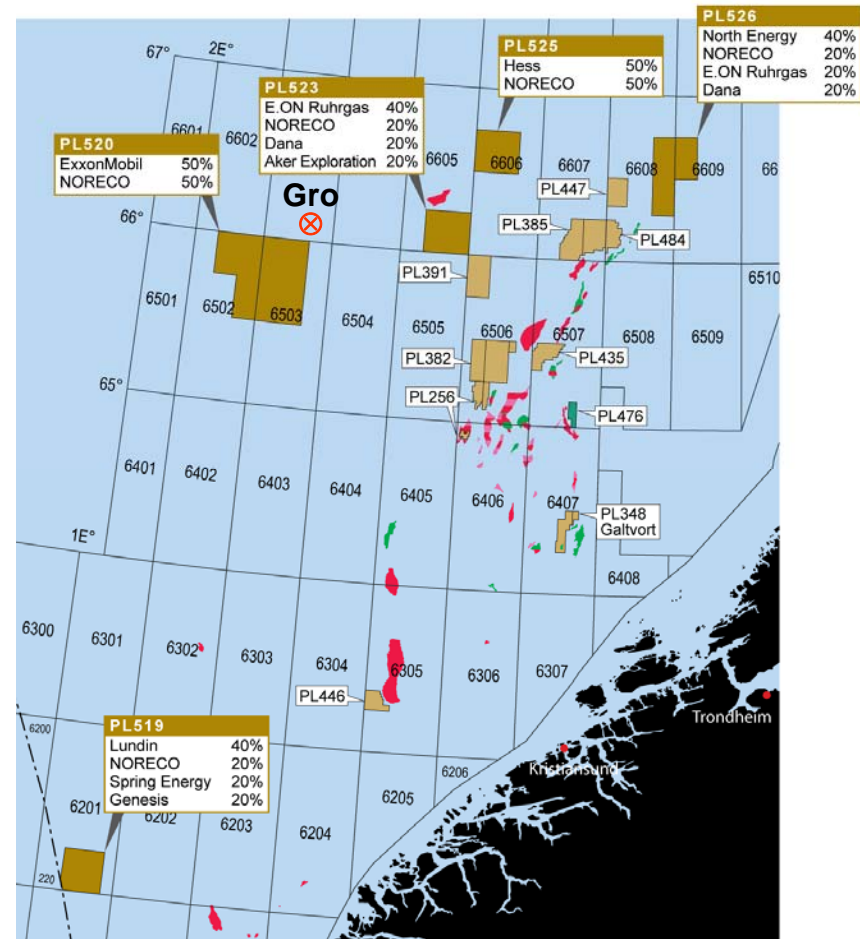 PL526
North Energy 40%
NORECO 20%
E.ON Ruhrgas 20%
Dana 20%
PL525
Hess 50%
NORECO 50%
67°
2E°
PL523
E.ON Ruhrgas 40%
NORECO 20%
Dana 20%
Aker Exploration 20%
PL520
ExxonMobil 50%
NORECO 50%
6601
6602
6605
6606
6607
6608
6609
66
PL447
Gro
66°
PL385
PL484
PL391
6510
6501
6502
6503
6504
6505
6506
6507
6508
6509
PL382
PL435
65°
PL256
PL476
6401
6402
6403
6404
6405
6406
6407
PL348
Galtvort
1E°
6408
6300
6301
6302
6303
6304
6305
6306
6307
PL446
Trondheim
6200
PL519
Lundin 40%
NORECO 20%
Spring Energy 20%
Genesis 20%
Kristiansund
6206
6205
6201
6202
6203
6204
220